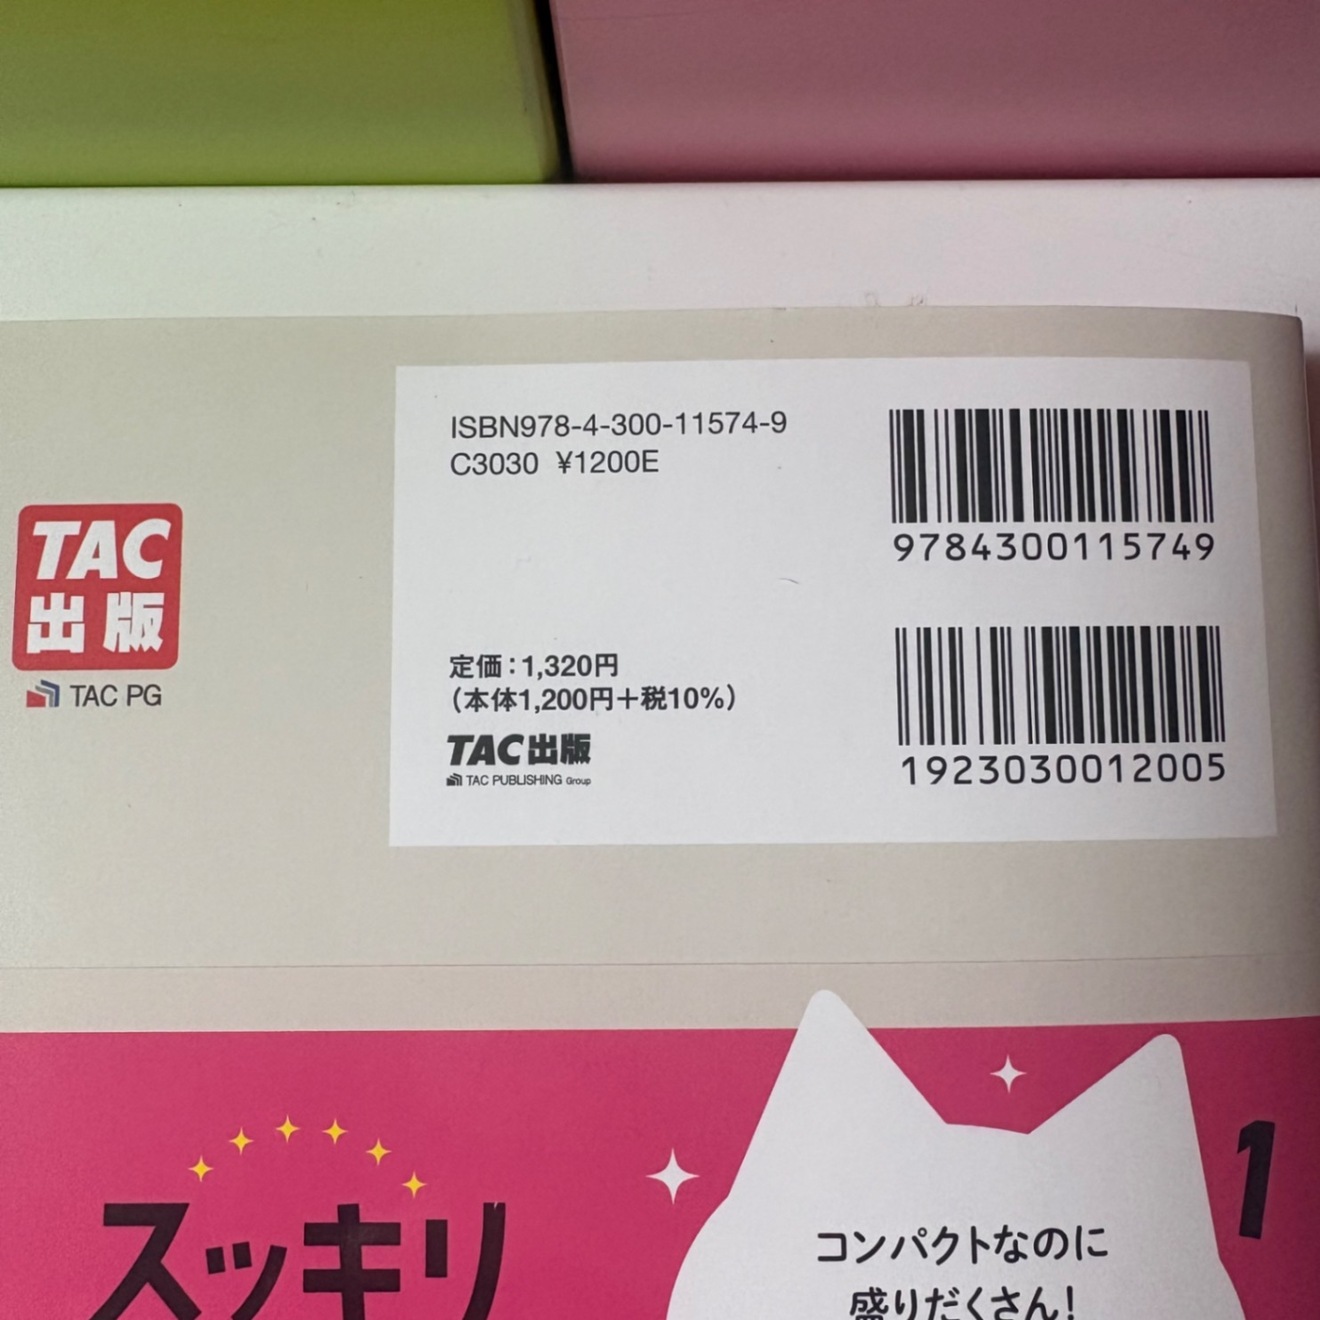 ISBN978-4-300-11574-9
C3030 ¥1200E
9784300115749
TAC
出版
TAC PG
定価：1,320円
（本体1,200円＋税10%）
TAC出版
TAC PUBLISHING Group
1923030012005
スッキリ
コンパクトなのに
盛りだくさん！
1